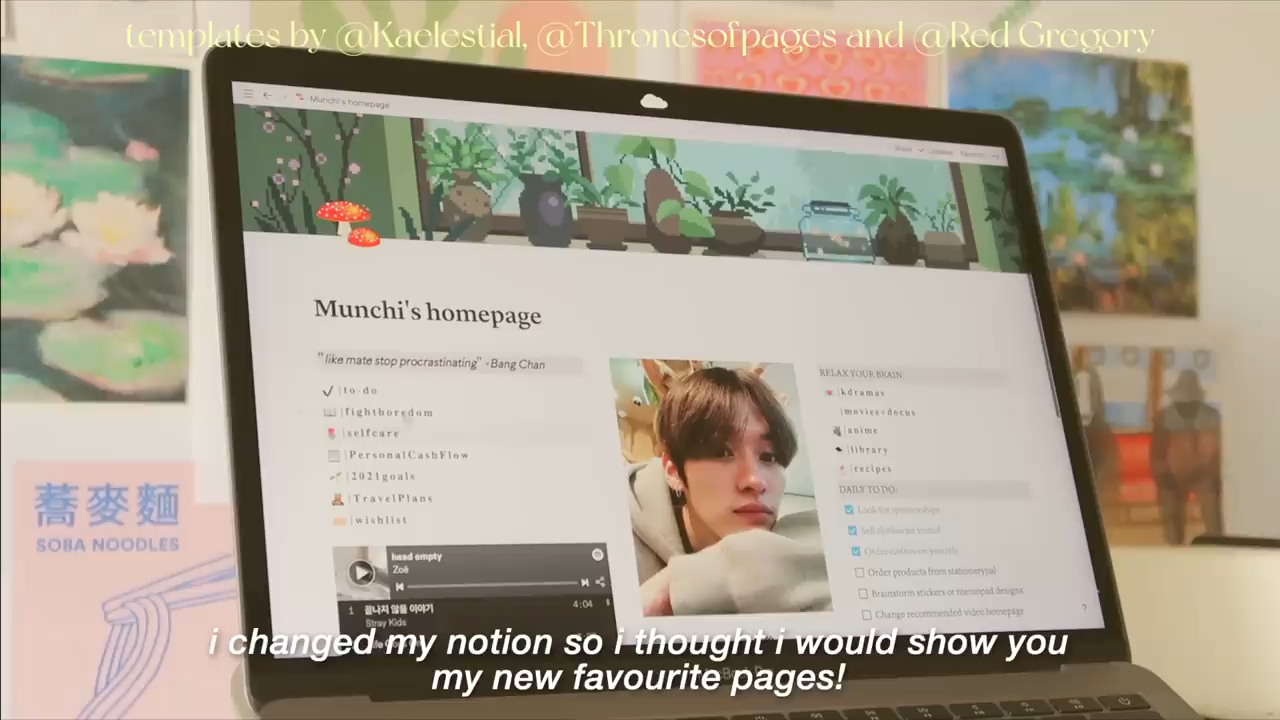 templates by @Kaelestial, @Thronesofpages and @Red Gregory
Munchi's homepage
Share
Munchi's homepage
"like mate stop procrastinating" -Bang Chan
|to-do
|fightboredom
|selfcare
|PersonalCashFlow
|2021goals
|TravelPlans
|wishlist
head empty
Zoë
1 끝나지 않을 이야기
4:04
Stray Kids
RELAX YOUR BRAIN:
|kdramas
|movies+docus
|anime
|library
|recipes
DAILY TO DO:
Look for sponsorships
Order products from stationarypal
Brainstorm stickers or memopad designs
Change recommended video homepage
?
蕎麥麵
SOBA NOODLES
i changed my notion so i thought i would show you
my new favourite pages!